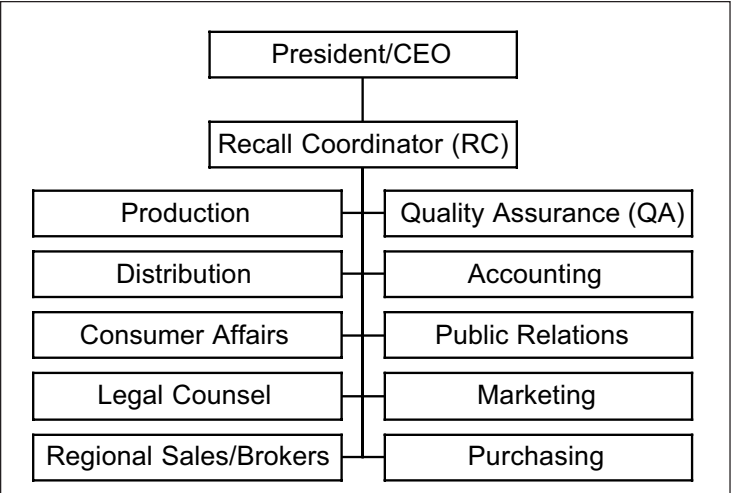 President/CEO
Recall Coordinator (RC)
Production
Quality Assurance (QA)
Distribution
Accounting
Consumer Affairs
Public Relations
Legal Counsel
Marketing
Regional Sales/Brokers
Purchasing